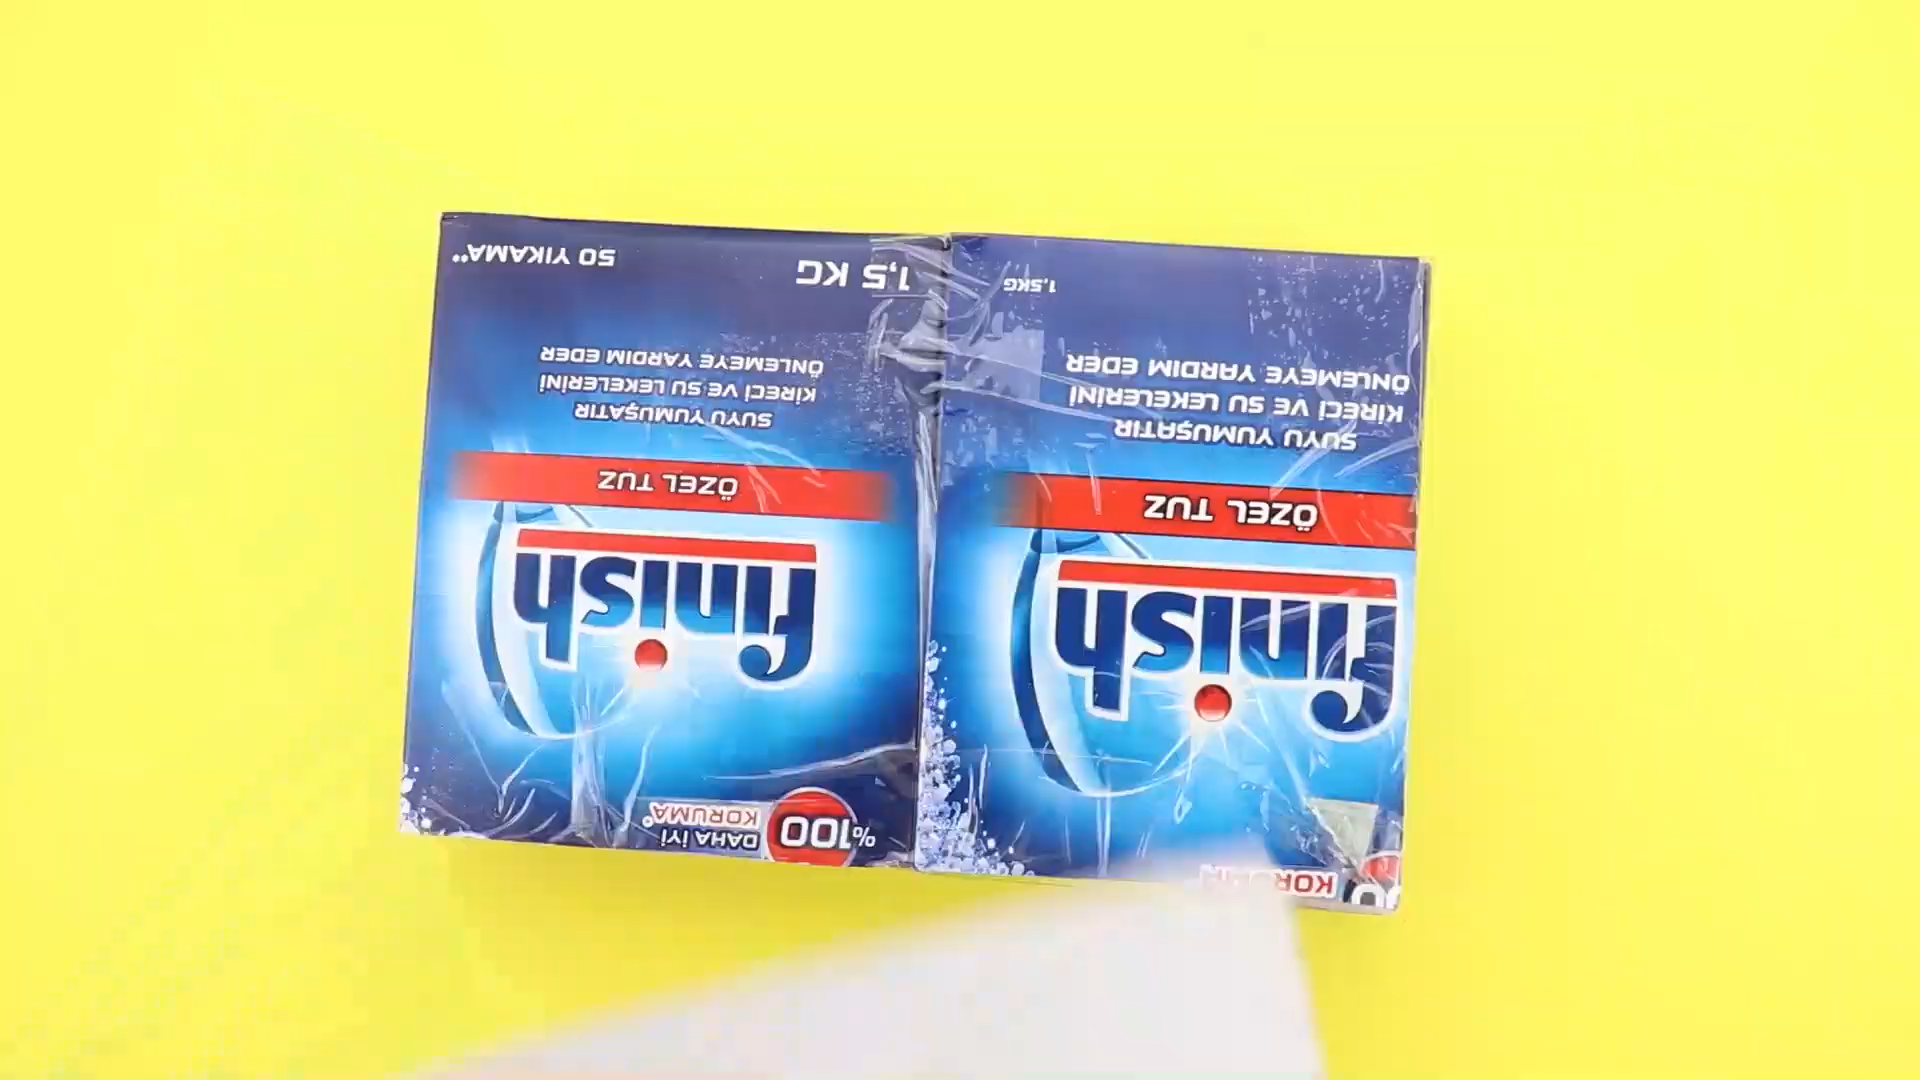 %100
DAHA İYİ
KORUMA*
finish
ÖZEL TUZ
SUYU YUMUŞATIR
KİRECİ VE SU LEKELERİNİ
ÖNLEMEYE YARDIM EDER
1,5 KG
50 YIKAMA**
finish
ÖZEL TUZ
SUYU YUMUŞATIR
KİRECİ VE SU LEKELERİNİ
ÖNLEMEYE YARDIM EDER
1,5KG